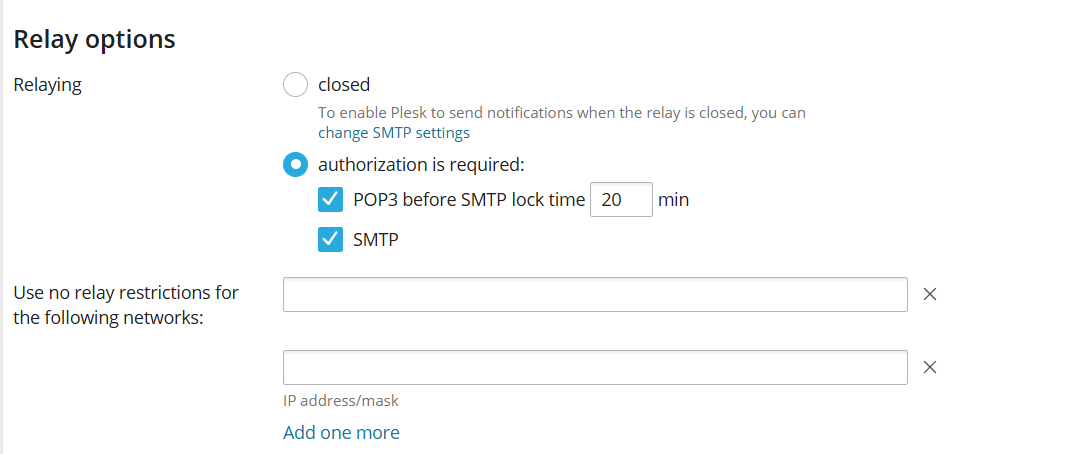 Relay options
Relaying
closed
To enable Plesk to send notifications when the relay is closed, you can
change SMTP settings
authorization is required:
POP3 before SMTP lock time 20 min
SMTP
Use no relay restrictions for
the following networks:
IP address/mask
Add one more